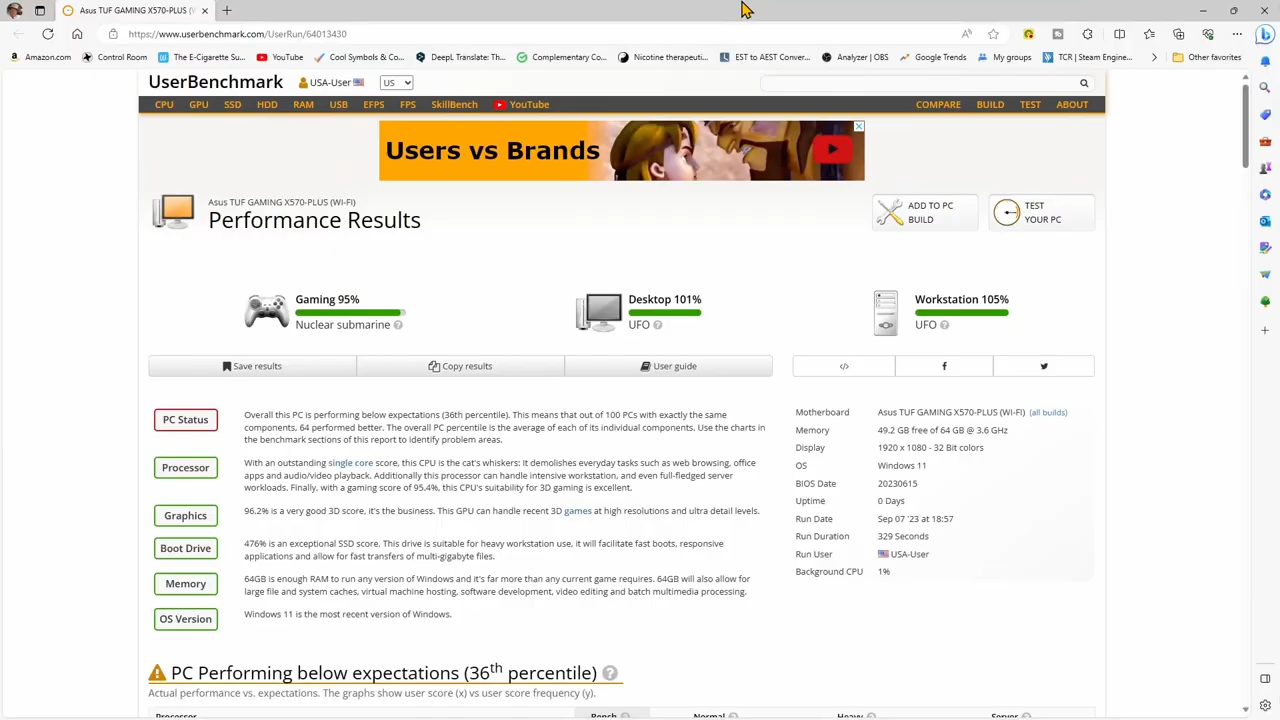 Asus TUF GAMING X570-PLUS (W
https://www.userbenchmark.com/UserRun/64013430
Amazon.com
Control Room
The E-Cigarette Su...
YouTube
Cool Symbols & Co...
DeepL Translate: Th...
Complementary Co...
Nicotine therapeuti...
EST to AEST Conver...
Analyzer | OBS
Google Trends
My groups
TCR | Steam Engine...
Other favorites
UserBenchmark
USA-User
US
CPU GPU SSD HDD RAM USB EFPS FPS SkillBench YouTube COMPARE BUILD TEST ABOUT
Users vs Brands
Asus TUF GAMING X570-PLUS (WI-FI)
Performance Results
ADD TO PC
BUILD
TEST
YOUR PC
Gaming 95%
Nuclear submarine
Desktop 101%
UFO
Workstation 105%
UFO
Save results
Copy results
User guide
PC Status
Overall this PC is performing below expectations (36th percentile). This means that out of 100 PCs with exactly the same
components, 64 performed better. The overall PC percentile is the average of each of its individual components. Use the charts in
the benchmark sections of this report to identify problem areas.
Processor
With an outstanding single core score, this CPU is the cat's whiskers: It demolishes everyday tasks such as web browsing, office
apps and audio/video playback. Additionally this processor can handle intensive workstation, and even full-fledged server
workloads. Finally, with a gaming score of 95.4%, this CPU's suitability for 3D gaming is excellent.
Graphics
96.2% is a very good 3D score, it's the business. This GPU can handle recent 3D games at high resolutions and ultra detail levels.
Boot Drive
476% is an exceptional SSD score. This drive is suitable for heavy workstation use, it will facilitate fast boots, responsive
applications and allow for fast transfers of multi-gigabyte files.
Memory
64GB is enough RAM to run any version of Windows and it's far more than any current game requires. 64GB will also allow for
large file and system caches, virtual machine hosting, software development, video editing and batch multimedia processing.
OS Version
Windows 11 is the most recent version of Windows.
Motherboard Asus TUF GAMING X570-PLUS (WI-FI) (all builds)
Memory 49.2 GB free of 64 GB @ 3.6 GHz
Display 1920 x 1080 - 32 Bit colors
OS Windows 11
BIOS Date 20230615
Uptime 0 Days
Run Date Sep 07 '23 at 18:57
Run Duration 329 Seconds
Run User USA-User
Background CPU 1%
PC Performing below expectations (36th percentile)
Actual performance vs. expectations. The graphs show user score (x) vs user score frequency (y).
Processor Bench Normal Heavy Server